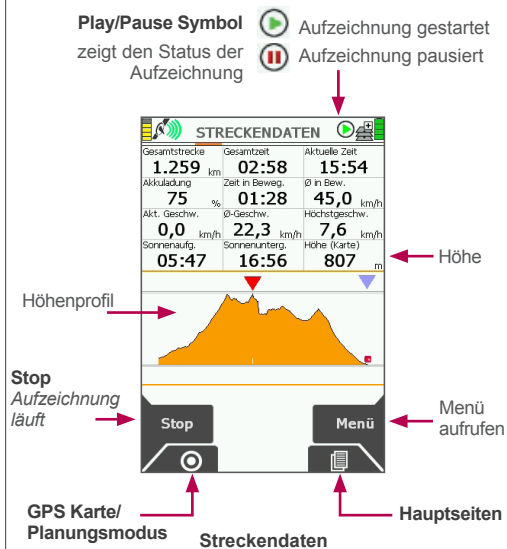 Play/Pause Symbol
zeigt den Status der
Aufzeichnung
Aufzeichnung gestartet
Aufzeichnung pausiert
STRECKENDATEN
Gesamtstrecke Gesamtzeit Aktuelle Zeit
1.259 km 02:58 15:54
Akkuladung Zeit in Beweg. Ø in Bew.
75 % 01:28 45,0 km/h
Akt. Geschw. Ø-Geschw. Höchstgeschw.
0,0 km/h 22,3 km/h 7,6 km/h
Sonnenaufg. Sonnenunterg. Höhe (Karte)
05:47 16:56 807 m
Höhe
Höhenprofil
Stop
Aufzeichnung
läuft
Stop
Menü
Menü
aufrufen
GPS Karte/
Planungsmodus
Hauptseiten
Streckendaten